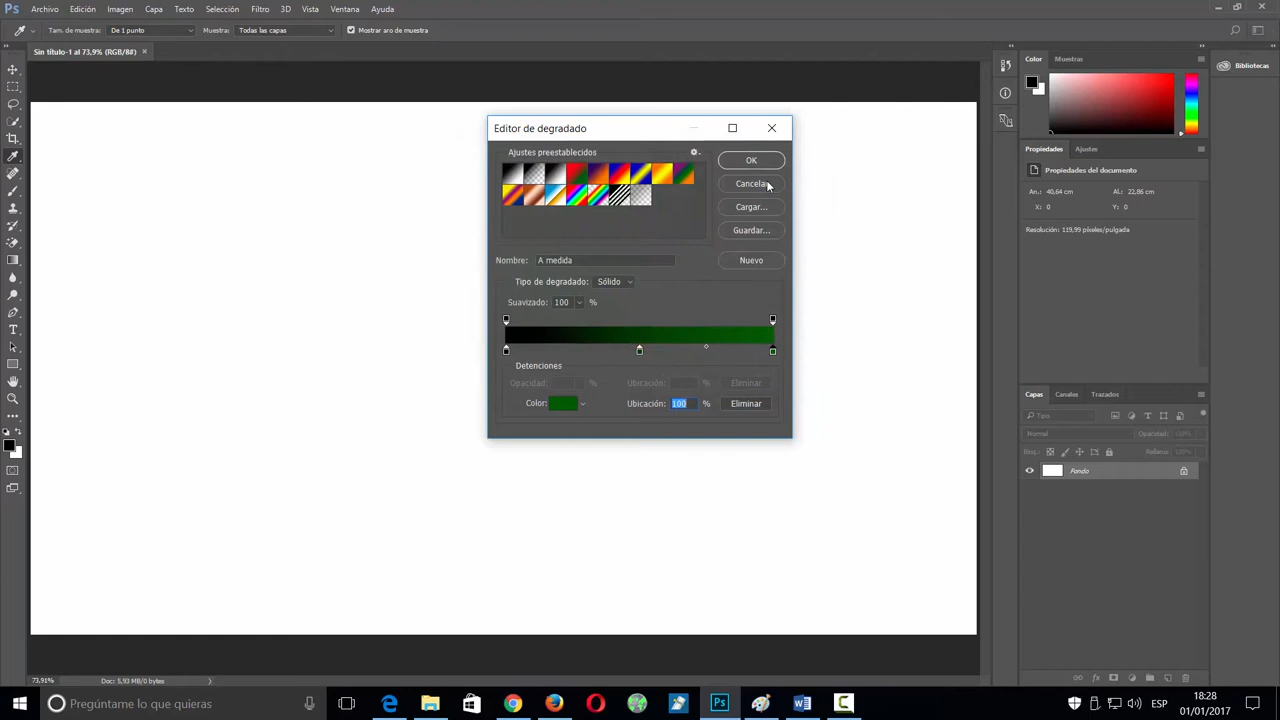 Ps Archivo Edición Imagen Capa Texto Selección Filtro 3D Vista Ventana Ayuda
Tam. de muestra: De 1 punto Muestra: Todas las capas Mostrar aro de muestra
Sin título-1 al 73,9% (RGB/8#) ×
Color Muestras
Bibliotecas
Editor de degradado
Ajustes preestablecidos
OK
Cancelar
Cargar...
Guardar...
Nombre: A medida
Nuevo
Tipo de degradado: Sólido
Suavizado: 100 %
Detenciones
Opacidad: % Ubicación: % Eliminar
Color: Ubicación: 100 % Eliminar
Propiedades Ajustes
Propiedades del documento
An.: 40,64 cm Al.: 22,86 cm
X: 0 Y: 0
Resolución: 119,99 píxeles/pulgada
Capas Canales Trazados
Tipo
Normal Opacidad: 100%
Bloq.: Relleno: 100%
Fondo
73,91% Doc: 5,93 MB/0 bytes
Pregúntame lo que quieras
Ps
ESP
18:28
01/01/2017